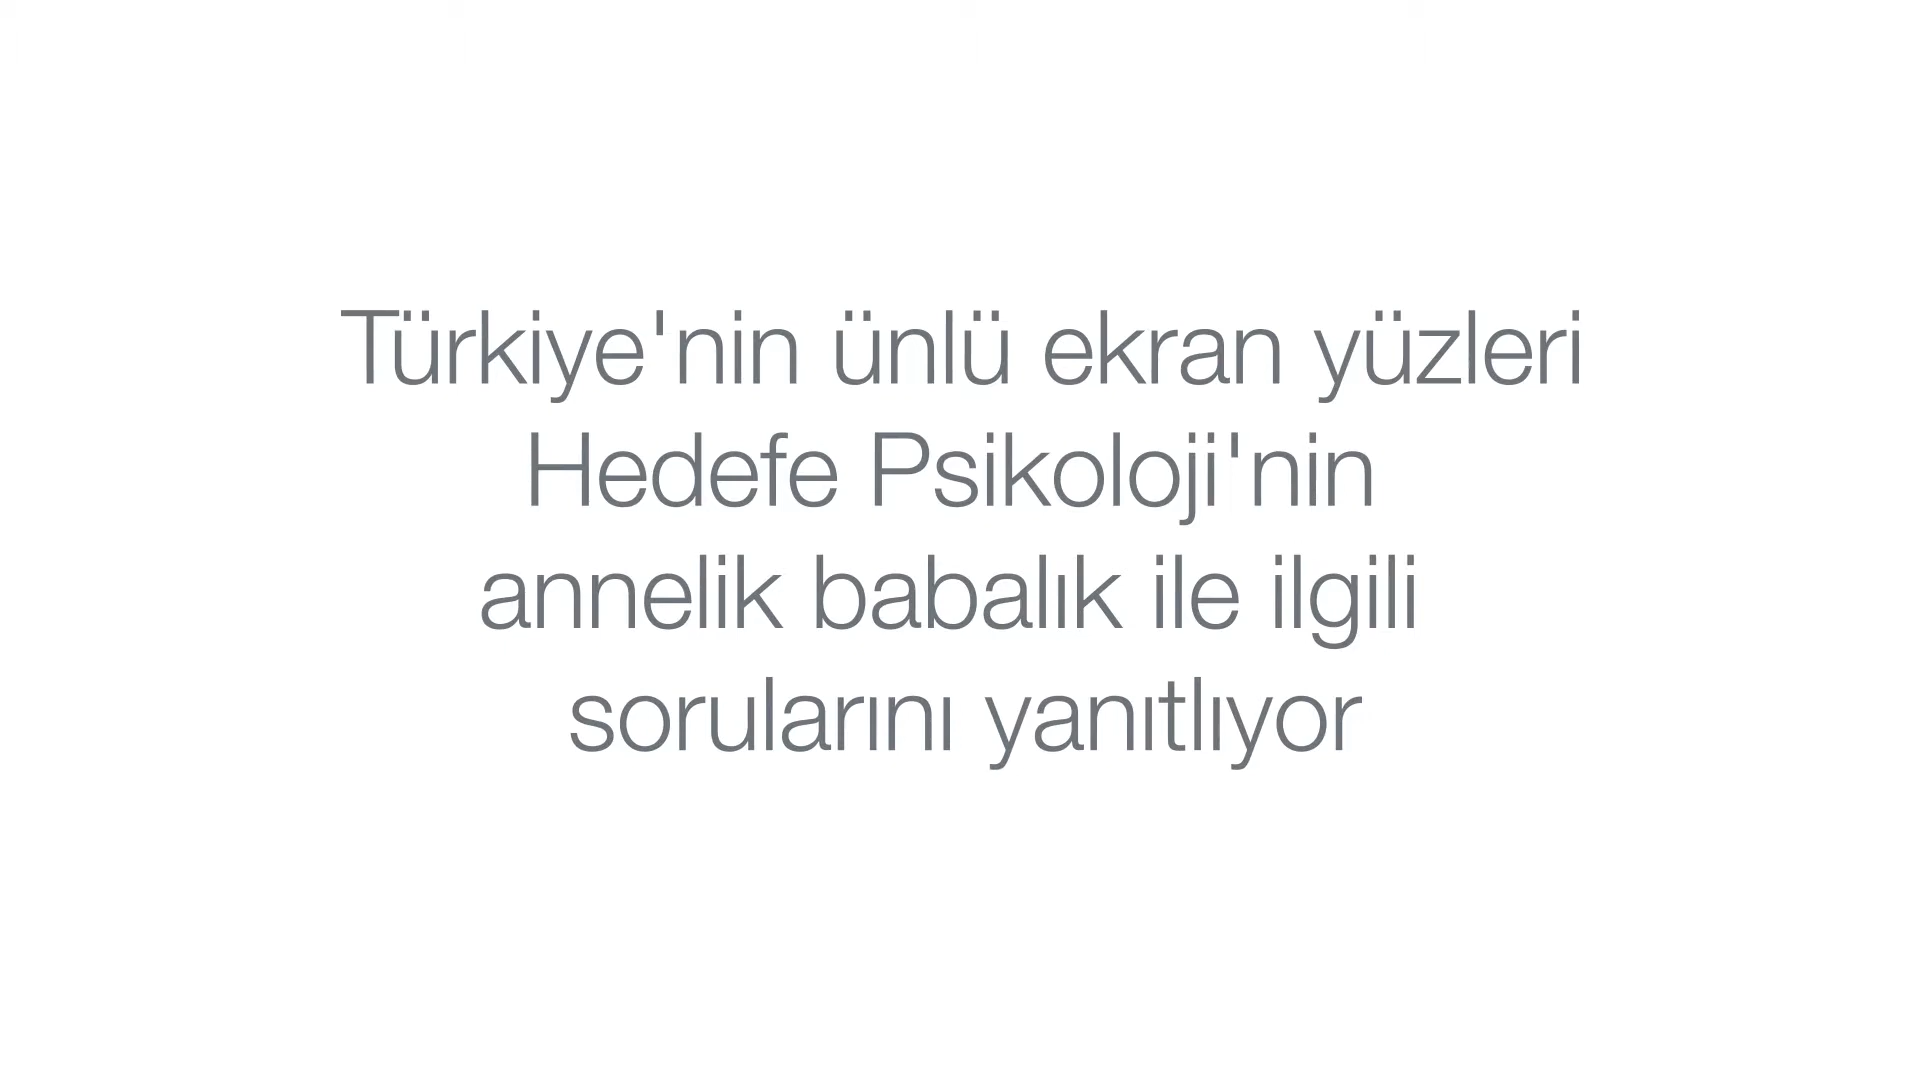 Türkiye'nin ünlü ekran yüzleri
Hedefe Psikoloji'nin
annelik babalık ile ilgili
sorularını yanıtlıyor